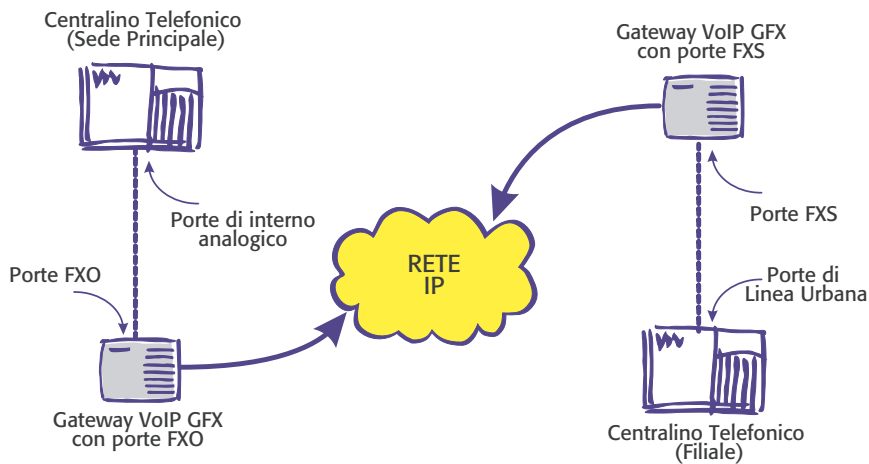 Centralino Telefonico
(Sede Principale)
Porte di interno
analogico
Porte FXO
Gateway VoIP GFX
con porte FXO
RETE
IP
Gateway VoIP GFX
con porte FXS
Porte FXS
Porte di
Linea Urbana
Centralino Telefonico
(Filiale)